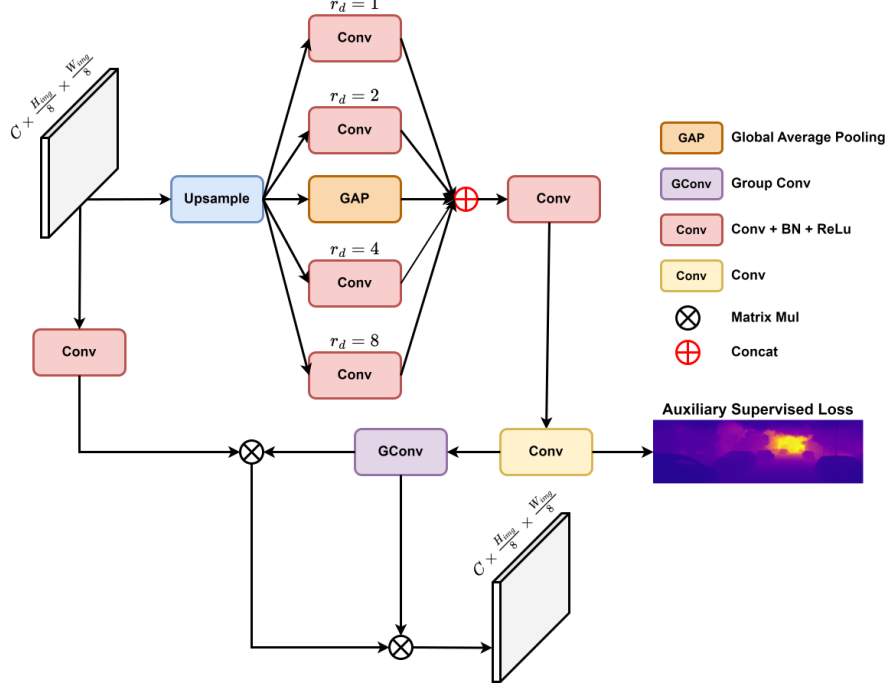 r_d = 1
Conv
C × H_img/8 × W_img/8
r_d = 2
Conv
Upsample
GAP
Conv
r_d = 4
Conv
r_d = 8
Conv
Conv
GAP Global Average Pooling
GConv Group Conv
Conv Conv + BN + ReLu
Conv Conv
Matrix Mul
Concat
Auxiliary Supervised Loss
GConv
Conv
C × H_img/8 × W_img/8